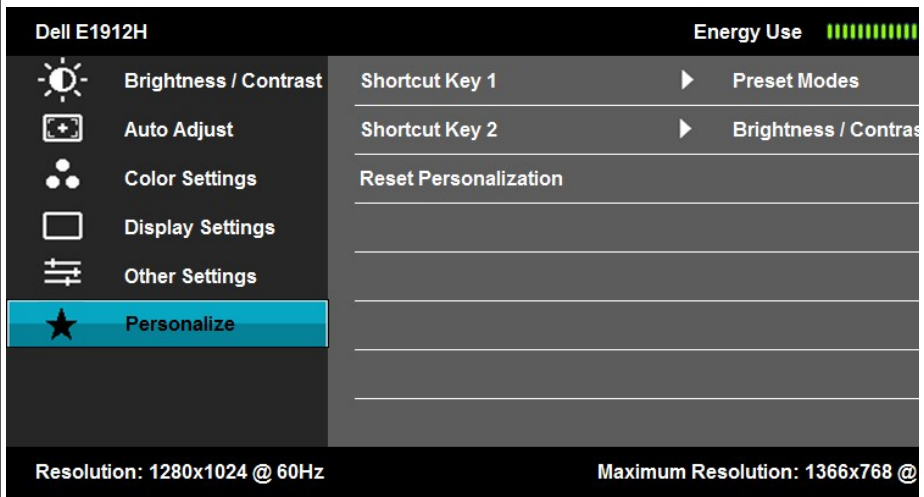 Dell E1912H Energy Use
Brightness / Contrast Shortcut Key 1 Preset Modes
Auto Adjust Shortcut Key 2 Brightness / Contras
Color Settings Reset Personalization
Display Settings
Other Settings
Personalize
Resolution: 1280x1024 @ 60Hz Maximum Resolution: 1366x768 @